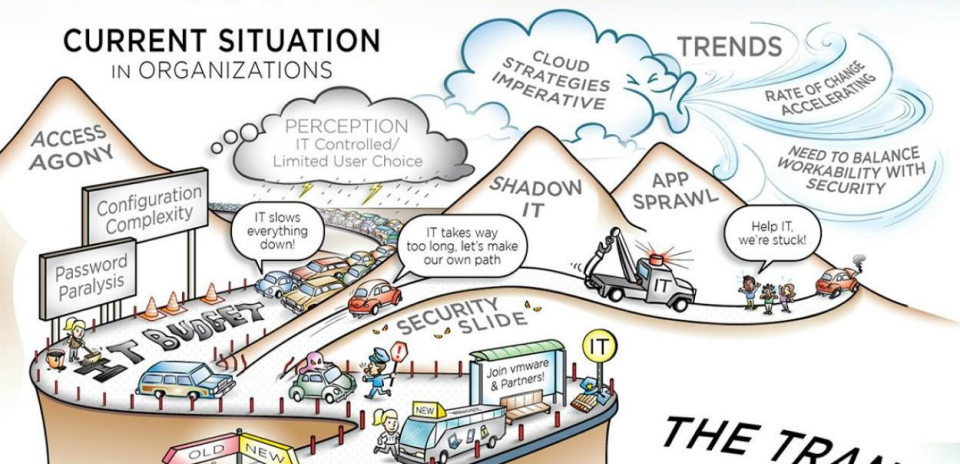 CURRENT SITUATION
IN ORGANIZATIONS
TRENDS
CLOUD
STRATEGIES
IMPERATIVE
RATE OF CHANGE
ACCELERATING
NEED TO BALANCE
WORKABILITY WITH
SECURITY
PERCEPTION
IT Controlled/
Limited User Choice
ACCESS
AGONY
SHADOW
IT
APP
SPRAWL
Configuration
Complexity
Password
Paralysis
IT slows
everything
down!
IT takes way
too long, let's make
our own path
Help IT,
we're stuck!
IT
IT BUDGET
SECURITY
SLIDE
!
IT
Join vmware
& Partners!
NEW
OLD
NEW